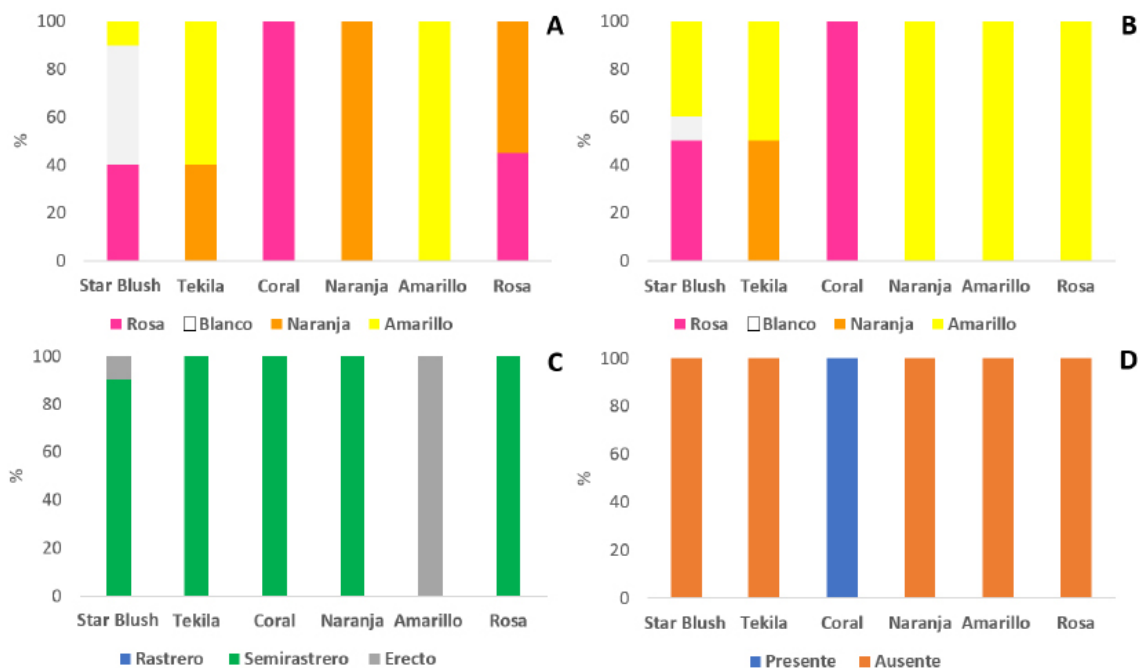 A
100
80
60
40
20
0
%
Star Blush Tekila Coral Naranja Amarillo Rosa
Rosa Blanco Naranja Amarillo
B
100
80
60
40
20
0
%
Star Blush Tekila Coral Naranja Amarillo Rosa
Rosa Blanco Naranja Amarillo
C
100
80
60
40
20
0
%
Star Blush Tekila Coral Naranja Amarillo Rosa
Rastrero Semirastrero Erecto
D
100
80
60
40
20
0
%
Star Blush Tekila Coral Naranja Amarillo Rosa
Presente Ausente